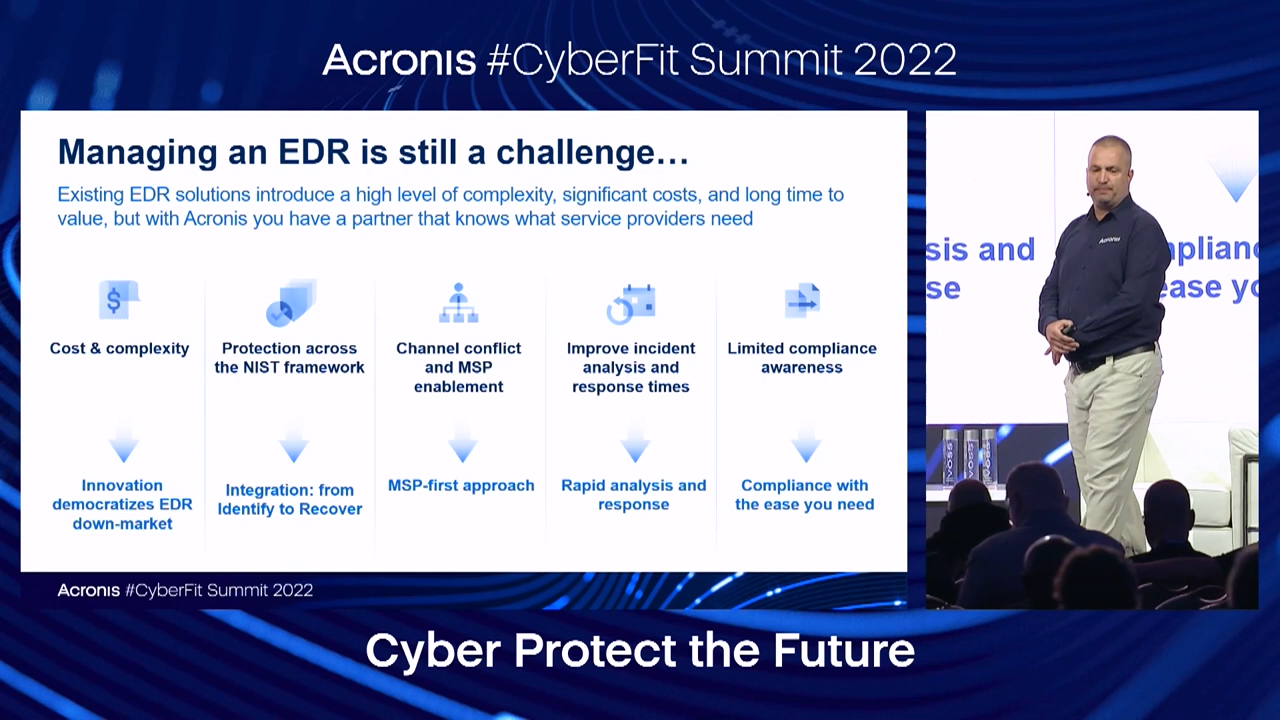 Acronis #CyberFit Summit 2022
Managing an EDR is still a challenge…
Existing EDR solutions introduce a high level of complexity, significant costs, and long time to
value, but with Acronis you have a partner that knows what service providers need
Cost & complexity
Innovation
democratizes EDR
down-market
Protection across
the NIST framework
Integration: from
Identify to Recover
Channel conflict
and MSP
enablement
MSP-first approach
Improve incident
analysis and
response times
Rapid analysis and
response
Limited compliance
awareness
Compliance with
the ease you need
Acronis #CyberFit Summit 2022
sis and
se
mplianc
ease yo
Acronis
Cyber Protect the Future